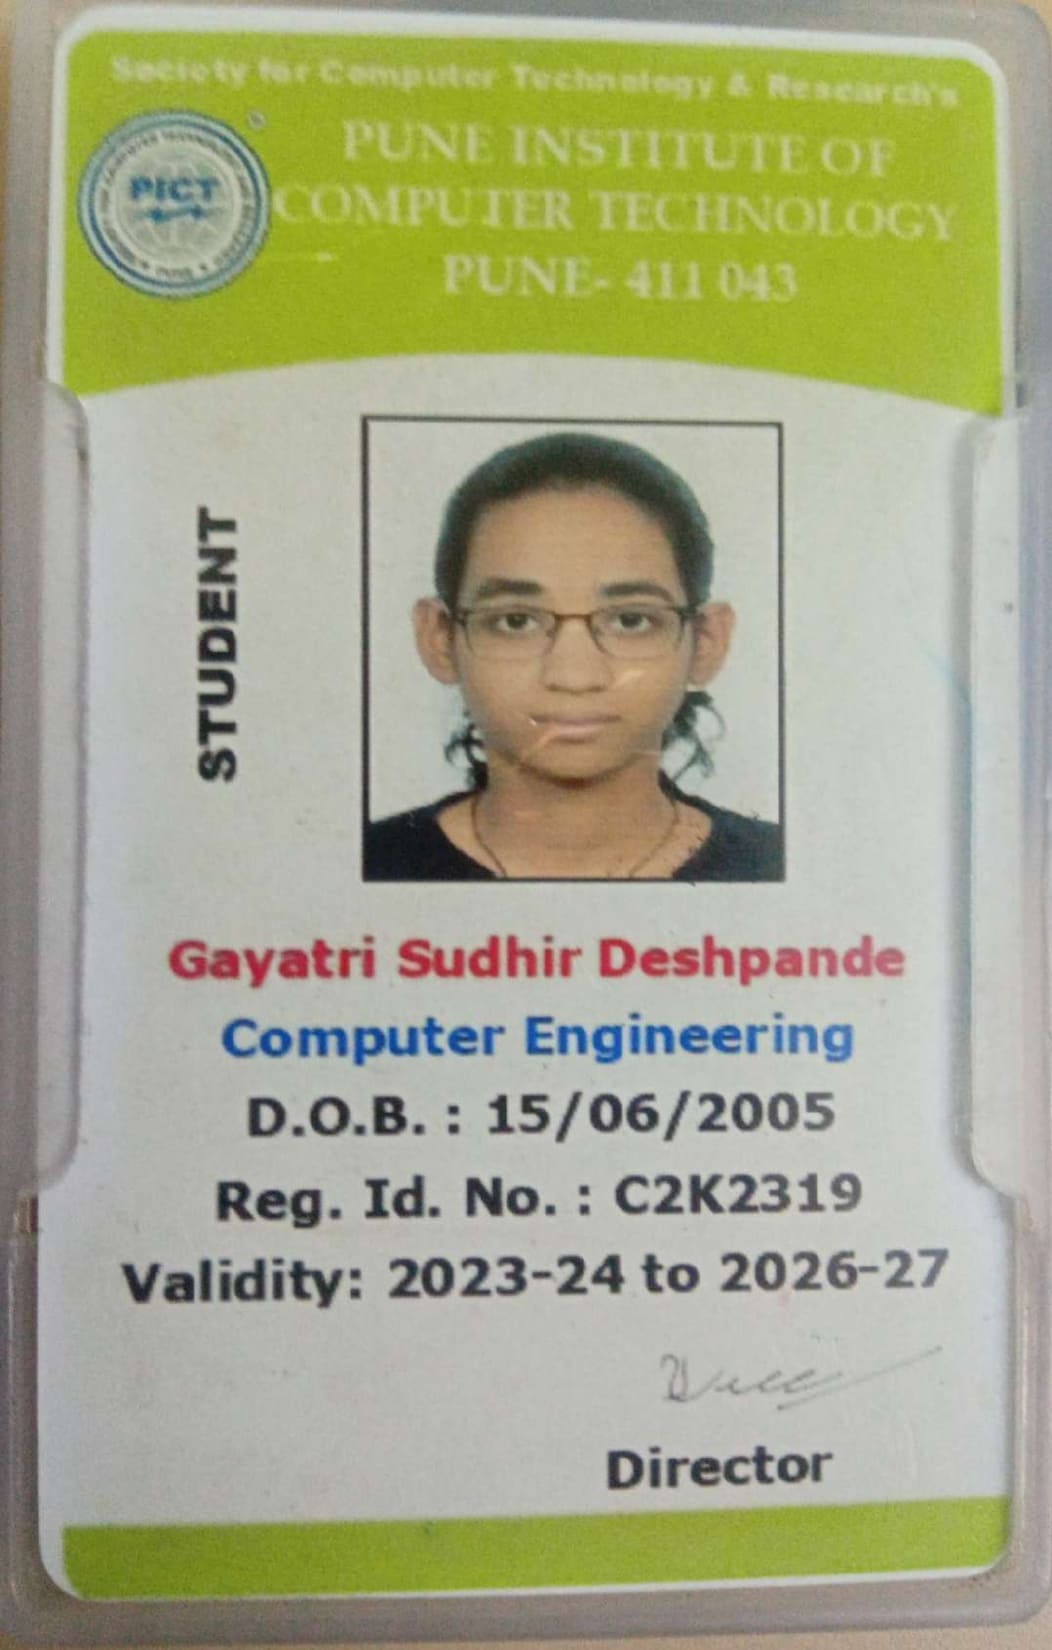 Society for Computer Technology & Research's
PUNE INSTITUTE OF
COMPUTER TECHNOLOGY
PUNE- 411 043
PICT
STUDENT
Gayatri Sudhir Deshpande
Computer Engineering
D.O.B. : 15/06/2005
Reg. Id. No. : C2K2319
Validity: 2023-24 to 2026-27
Director